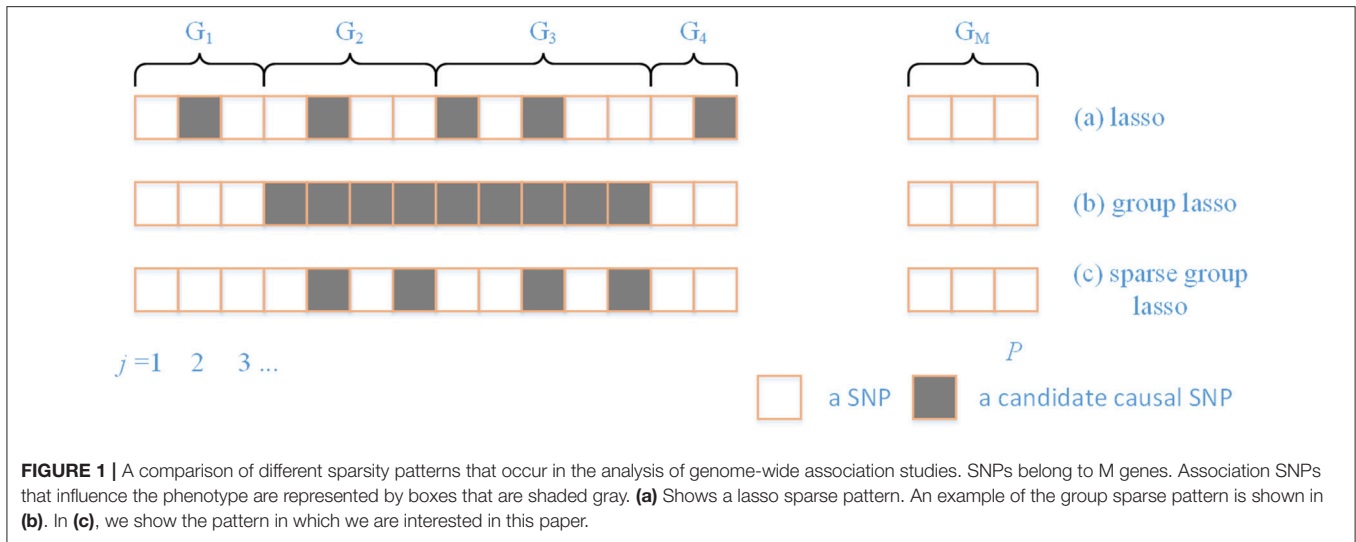 G1 G2 G3 G4 GM
(a) lasso
(b) group lasso
(c) sparse group
lasso
j =1 2 3 ...
P
a SNP a candidate causal SNP
FIGURE 1 | A comparison of different sparsity patterns that occur in the analysis of genome-wide association studies. SNPs belong to M genes. Association SNPs
that influence the phenotype are represented by boxes that are shaded gray. (a) Shows a lasso sparse pattern. An example of the group sparse pattern is shown in
(b). In (c), we show the pattern in which we are interested in this paper.